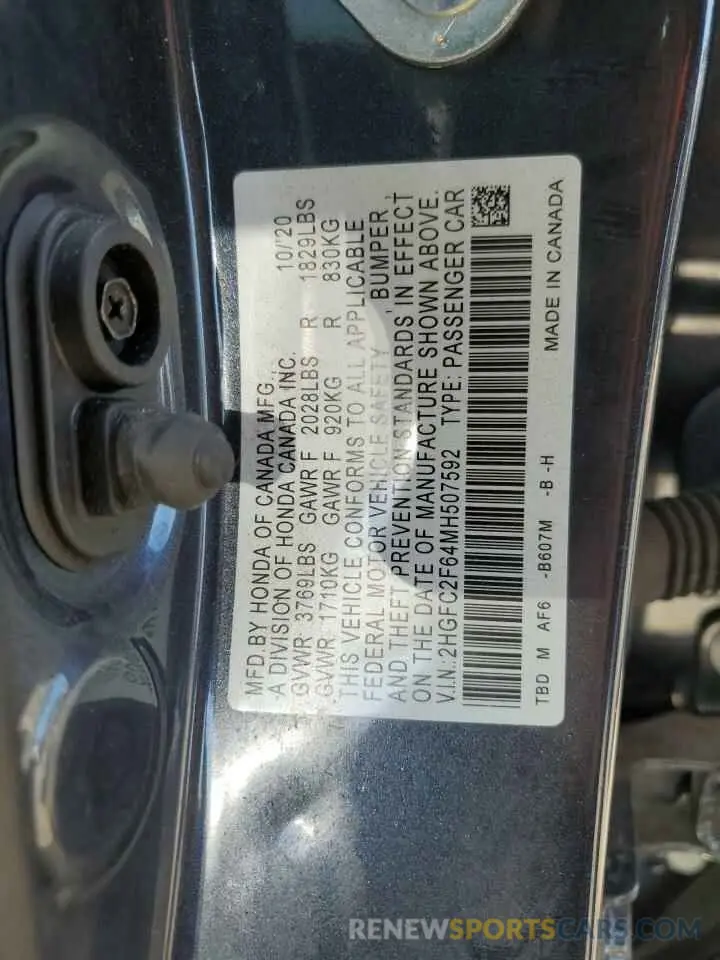 MFD.BY HONDA OF CANADA MFG., 10/'20
A DIVISION OF HONDA CANADA INC.
GVWR 3769LBS GAWR F 2028LBS R 1829LBS
GVWR 1710KG GAWR F 920KG R 830KG
THIS VEHICLE CONFORMS TO ALL APPLICABLE
FEDERAL MOTOR VEHICLE SAFETY , BUMPER ,
AND THEFT PREVENTION STANDARDS IN EFFECT
ON THE DATE OF MANUFACTURE SHOWN ABOVE.
V.IN.:2HGFC2F64MH507592 TYPE: PASSENGER CAR
TBD M AF6 -B607M -B -H MADE IN CANADA
RENEWSPORTSCARS.COM